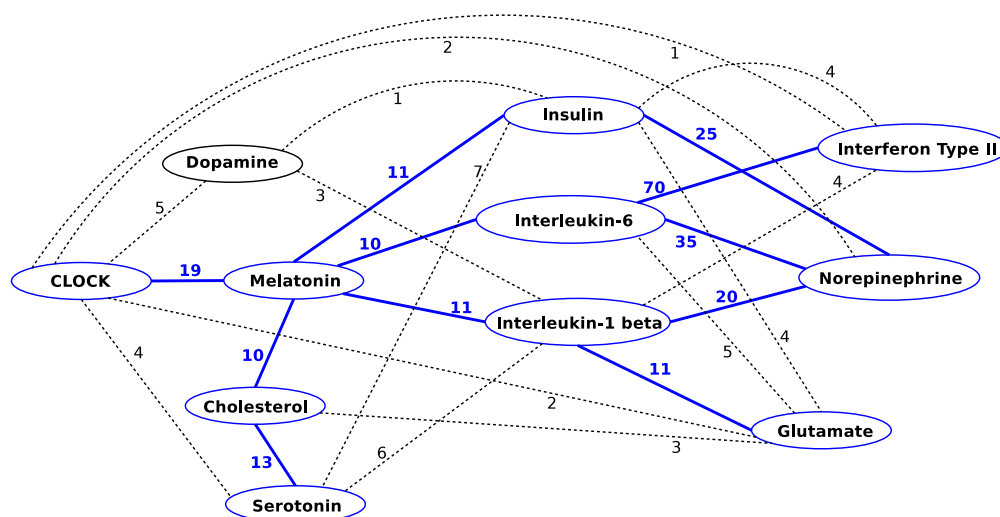 1
2
4
1
Insulin
25
Interferon Type II
Dopamine
7
11
4
3
70
5
Interleukin-6
10
35
19
CLOCK
Melatonin
Norepinephrine
20
11
Interleukin-1 beta
4
4
5
10
11
2
Cholesterol
Glutamate
3
6
13
Serotonin